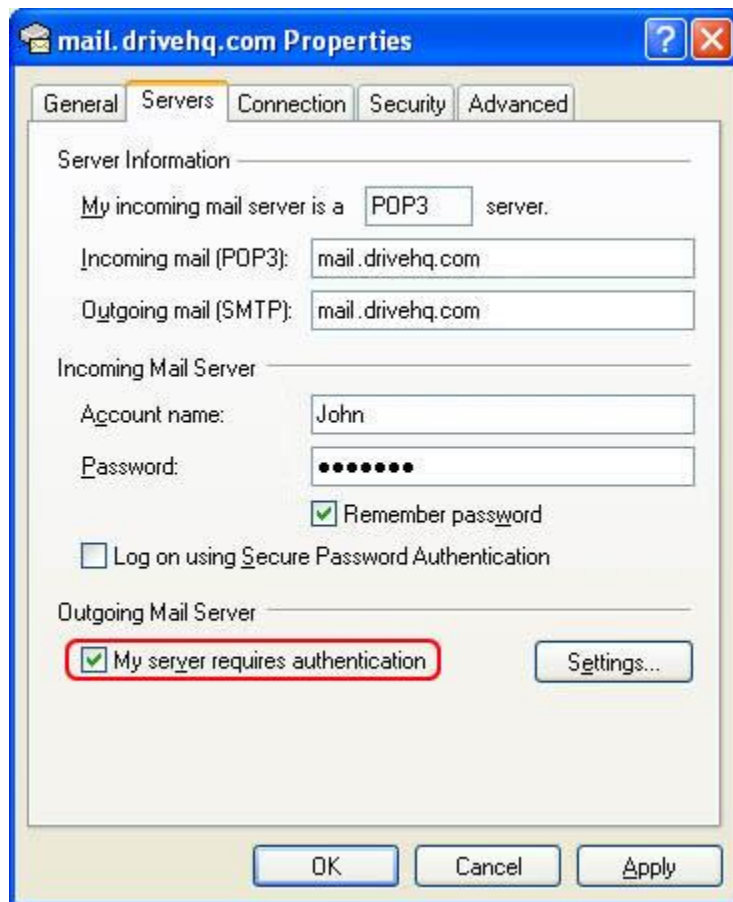 mail.drivehq.com Properties
General Servers Connection Security Advanced
Server Information
My incoming mail server is a POP3 server.
Incoming mail (POP3): mail.drivehq.com
Outgoing mail (SMTP): mail.drivehq.com
Incoming Mail Server
Account name: John
Password: •••••••
Remember password
Log on using Secure Password Authentication
Outgoing Mail Server
My server requires authentication Settings...
OK Cancel Apply